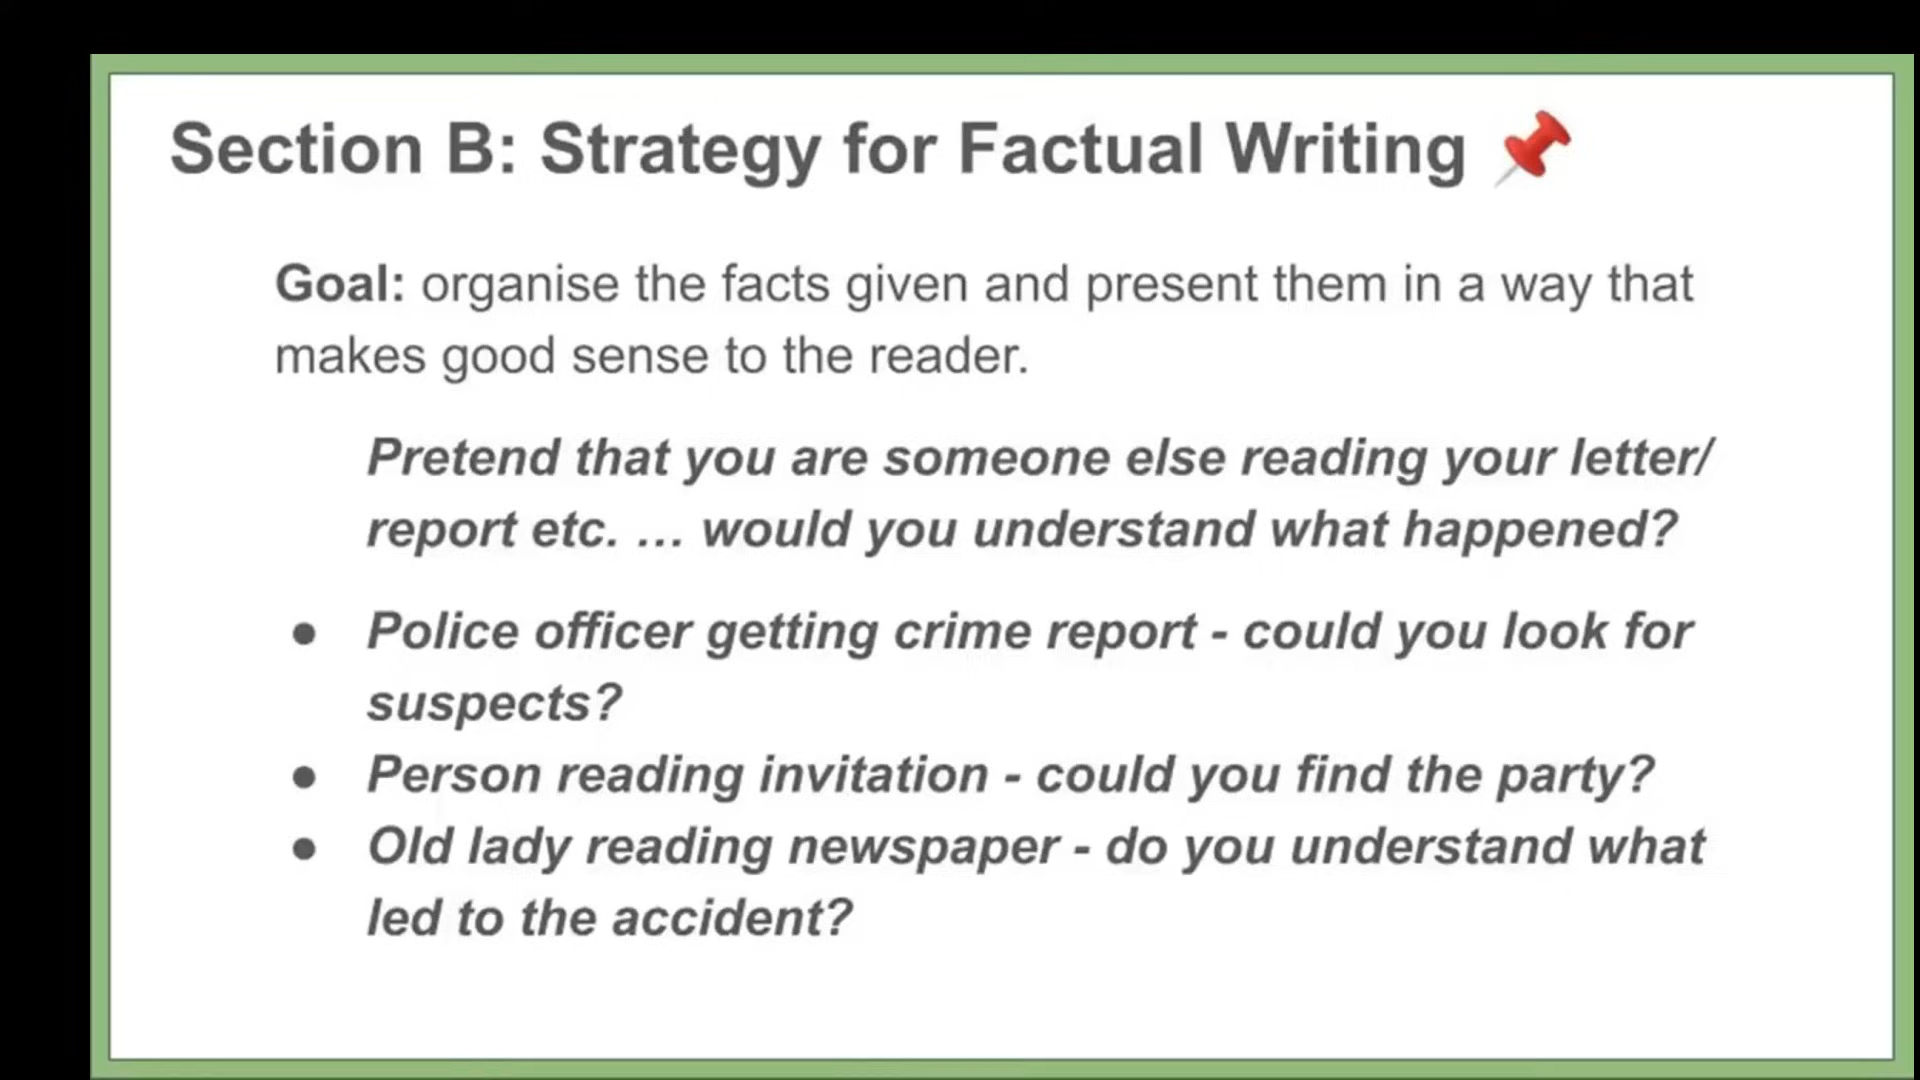 Section B: Strategy for Factual Writing 📌
Goal: organise the facts given and present them in a way that
makes good sense to the reader.
Pretend that you are someone else reading your letter/
report etc. … would you understand what happened?
● Police officer getting crime report - could you look for
suspects?
● Person reading invitation - could you find the party?
● Old lady reading newspaper - do you understand what
led to the accident?